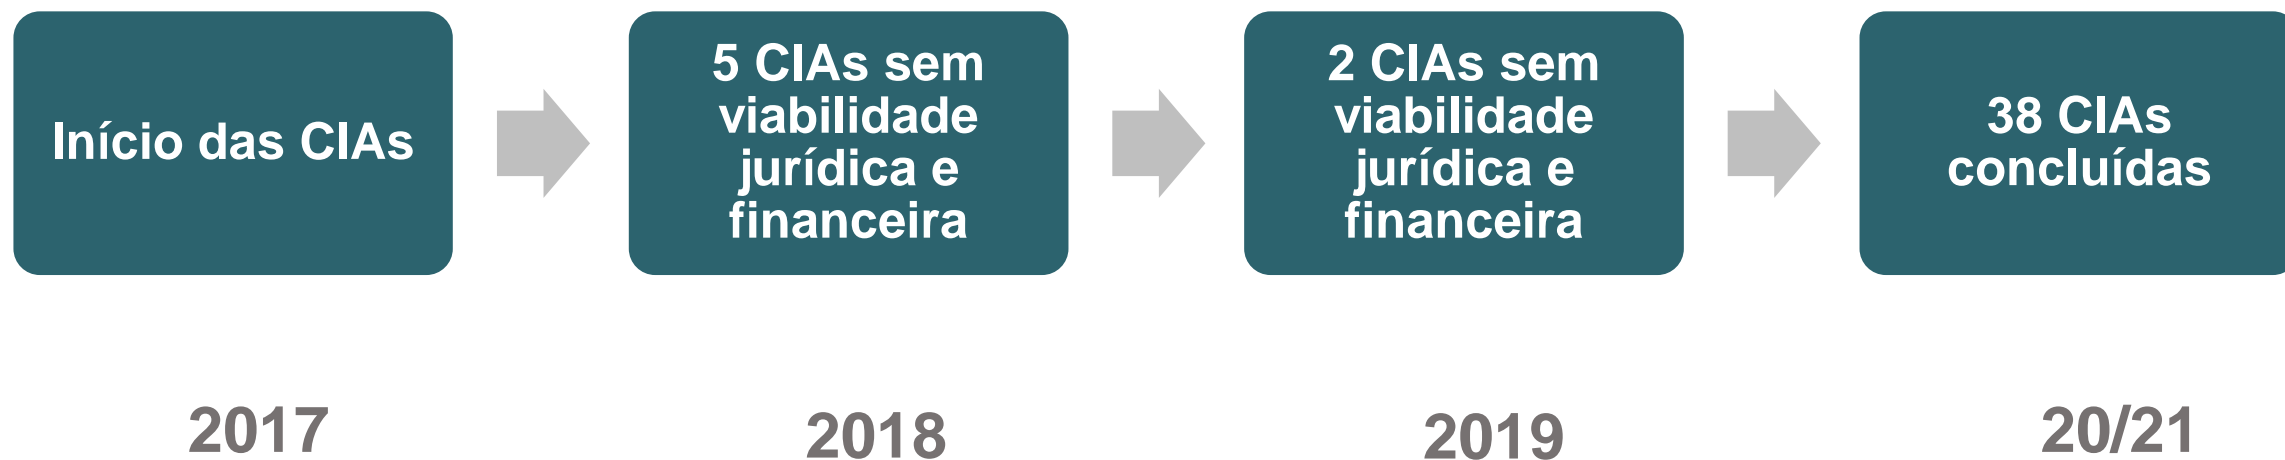 Início das CIAs
5 CIAs sem
viabilidade
jurídica e
financeira
2 CIAs sem
viabilidade
jurídica e
financeira
38 CIAs
concluídas
2017
2018
2019
20/21